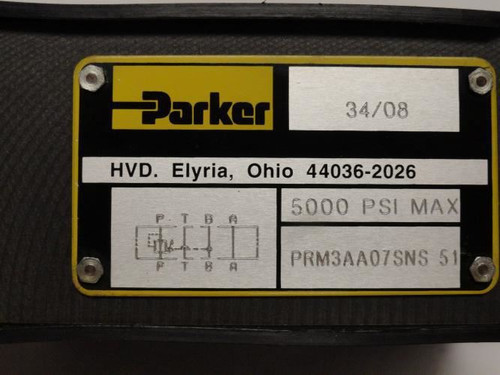 Parker
34/08
HVD. Elyria, Ohio 44036-2026
P T B A
5000 PSI MAX
P T B A
PRM3AA07SNS 51